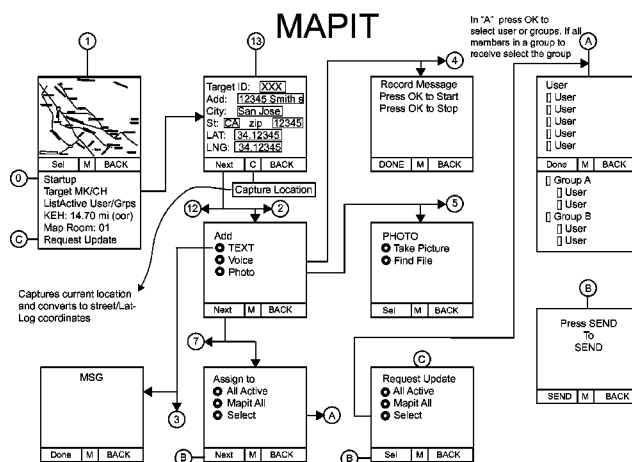 MAPIT
In "A" press OK to
select user or groups. If all
members in a group to
receive select the group
1
Sel M BACK
0
Startup
Target MK/CH
ListActive User/Grps
KEH: 14.70 mi (oor)
Map Room: 01
C
Request Update
13
Target ID: XXX
Add: 12345 Smith s
City: San Jose
St: CA zip 12345
LAT: 34.12345
LNG: 34.12345
Next C BACK
Capture Location
12
2
Captures current location
and converts to street/Lat-
Log coordinates
4
Record Message
Press OK to Start
Press OK to Stop
DONE M BACK
A
User
User
User
User
User
User
Done M BACK
Group A
User
User
Group B
User
User
Add
TEXT
Voice
Photo
Next M BACK
5
PHOTO
Take Picture
Find File
Sel M BACK
7
MSG
Done M BACK
3
Assign to
All Active
Mapit All
Select
B
Next M BACK
A
C
Request Update
All Active
Mapit All
Select
B
Sel M BACK
B
Press SEND
To
SEND
SEND M BACK